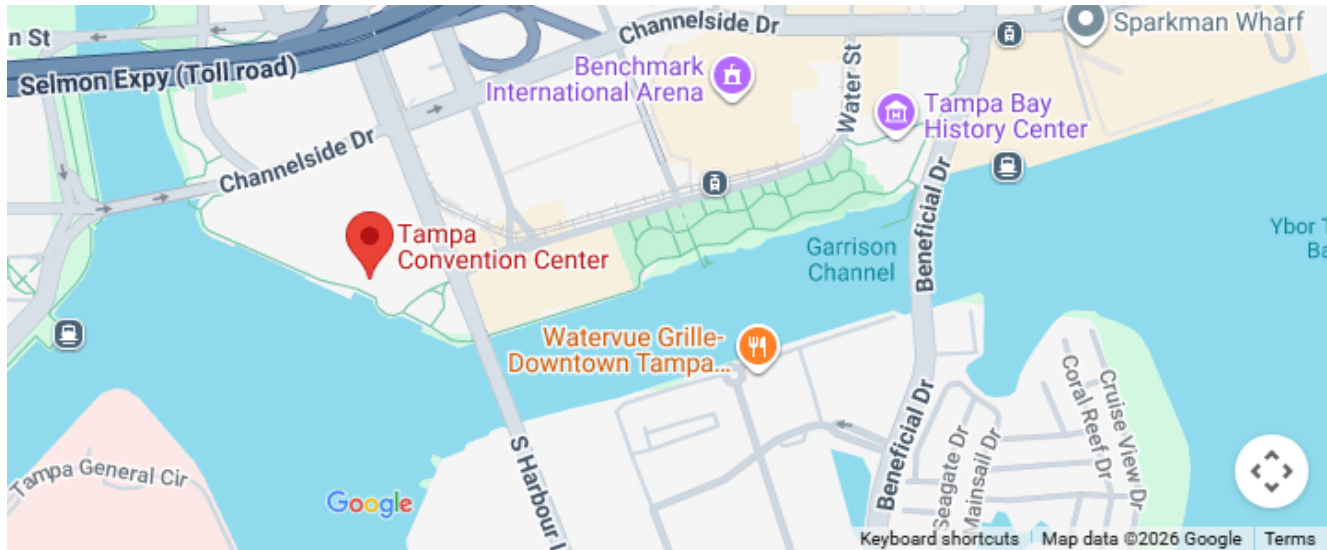 n St
Channelside Dr
Sparkman Wharf
Selmon Expy (Toll road)
Benchmark
International Arena
Water St
Tampa Bay
History Center
Channelside Dr
Beneficial Dr
Tampa
Convention Center
Garrison
Channel
Ybor T
Ba
Watervue Grille-
Downtown Tampa...
Beneficial Dr
Coral Reef Dr
Cruise View Dr
Seagate Dr
Mainsail Dr
S Harbour I
Tampa General Cir
Google
Keyboard shortcuts
Map data ©2026 Google
Terms